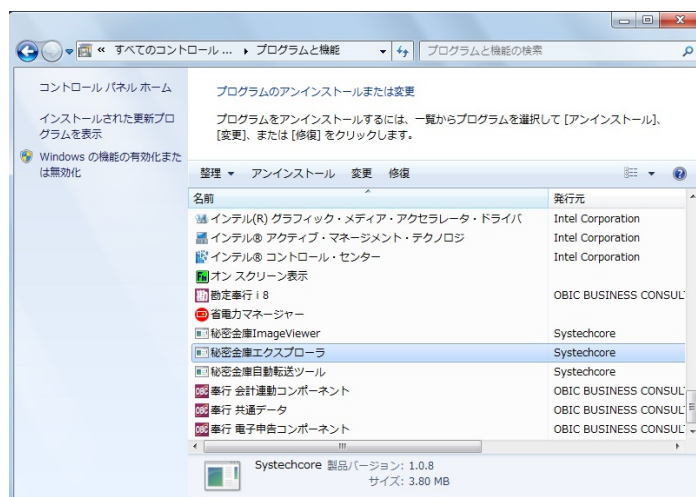 « すべてのコントロール ... ▸ プログラムと機能
プログラムと機能の検索
コントロール パネル ホーム
インストールされた更新プロ
グラムを表示
Windows の機能の有効化また
は無効化
プログラムのアンインストールまたは変更
プログラムをアンインストールするには、一覧からプログラムを選択して [アンインストール]、
[変更]、または [修復] をクリックします。
整理 ▼ アンインストール 変更 修復
名前 発行元
インテル(R) グラフィック・メディア・アクセラレータ・ドライバ Intel Corporation
インテル® アクティブ・マネージメント・テクノロジ Intel Corporation
インテル® コントロール・センター Intel Corporation
オン スクリーン表示
勘定奉行 i 8 OBIC BUSINESS CONSUL
省電力マネージャー
秘密金庫ImageViewer Systechcore
秘密金庫エクスプローラ Systechcore
秘密金庫自動転送ツール Systechcore
OBC 奉行 会計連動コンポーネント OBIC BUSINESS CONSUL
OBC 奉行 共通データ OBIC BUSINESS CONSUL
OBC 奉行 電子申告コンポーネント OBIC BUSINESS CONSUL
Systechcore 製品バージョン: 1.0.8
サイズ: 3.80 MB